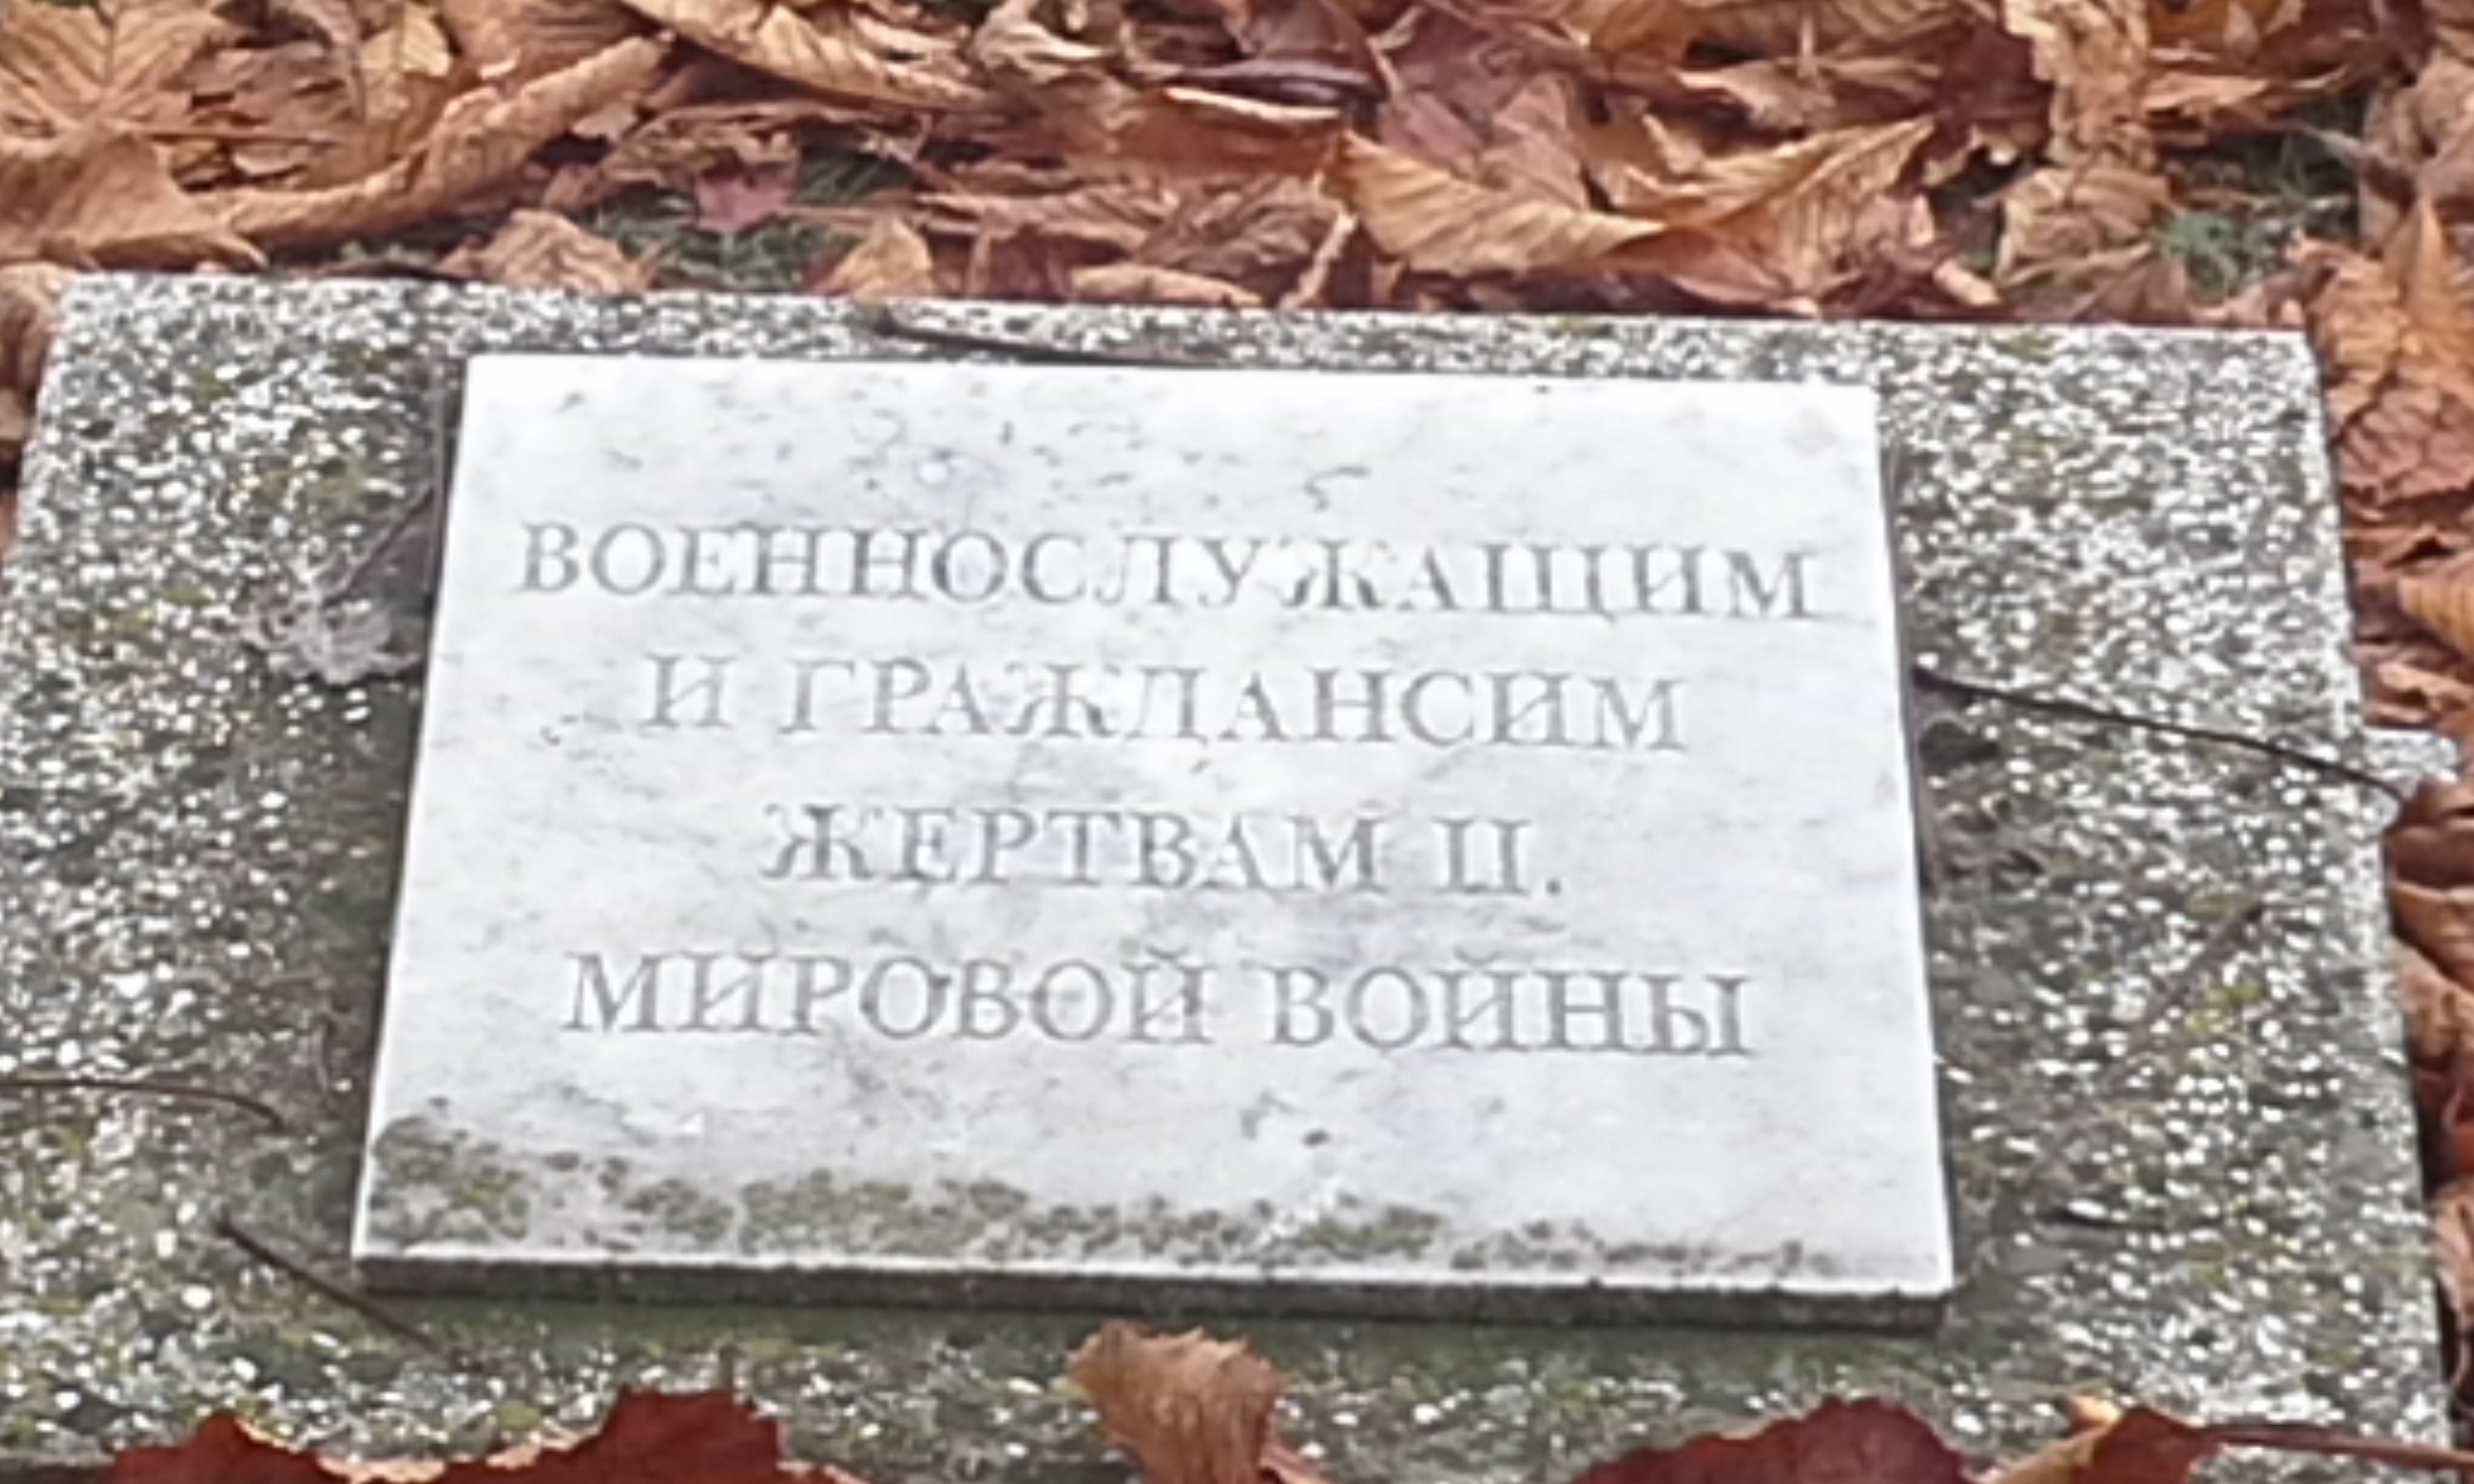 ВОЕННОСЛУЖАЩИМ
И ГРАЖДАНСИМ
ЖЕРТВАМ II.
МИРОВОЙ ВОЙНЫ